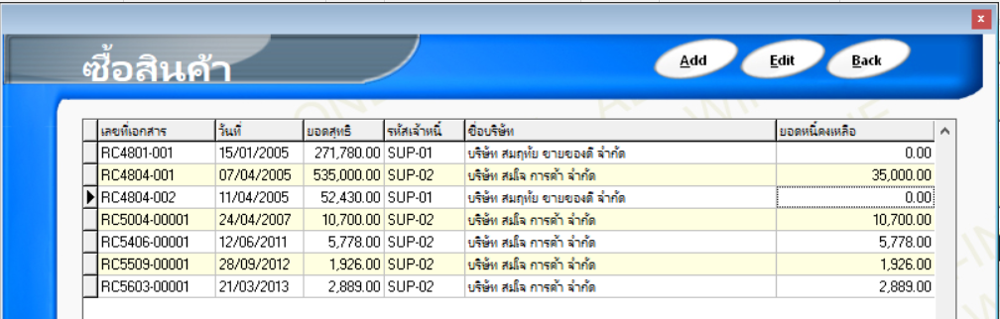 ซื้อสินค้า
Add Edit Back
เลขที่เอกสาร วันที่ ยอดสุทธิ รหัสเจ้าหนี้ ชื่อบริษัท ยอดหนี้คงเหลือ
RC4801-001 15/01/2005 271,780.00 SUP-01 บริษัท สมฤทัย ขายของดี จำกัด 0.00
RC4804-001 07/04/2005 535,000.00 SUP-02 บริษัท สมใจ การค้า จำกัด 35,000.00
RC4804-002 11/04/2005 52,430.00 SUP-01 บริษัท สมฤทัย ขายของดี จำกัด 0.00
RC5004-00001 24/04/2007 10,700.00 SUP-02 บริษัท สมใจ การค้า จำกัด 10,700.00
RC5406-00001 12/06/2011 5,778.00 SUP-02 บริษัท สมใจ การค้า จำกัด 5,778.00
RC5509-00001 28/09/2012 1,926.00 SUP-02 บริษัท สมใจ การค้า จำกัด 1,926.00
RC5603-00001 21/03/2013 2,889.00 SUP-02 บริษัท สมใจ การค้า จำกัด 2,889.00